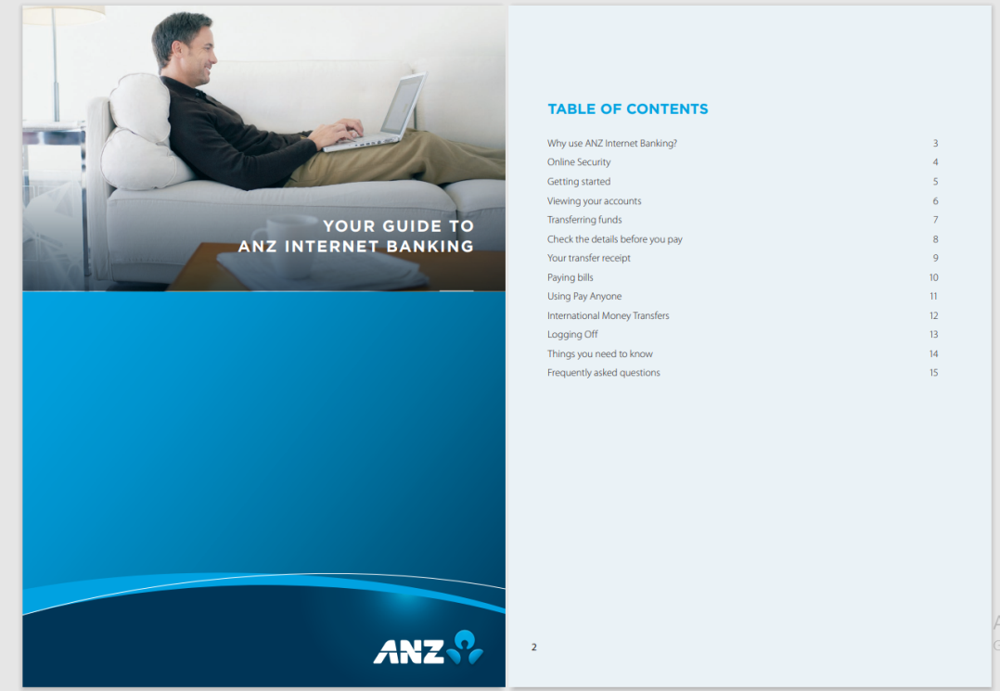 YOUR GUIDE TO
ANZ INTERNET BANKING
ANZ
TABLE OF CONTENTS
Why use ANZ Internet Banking? 3
Online Security 4
Getting started 5
Viewing your accounts 6
Transferring funds 7
Check the details before you pay 8
Your transfer receipt 9
Paying bills 10
Using Pay Anyone 11
International Money Transfers 12
Logging Off 13
Things you need to know 14
Frequently asked questions 15
2